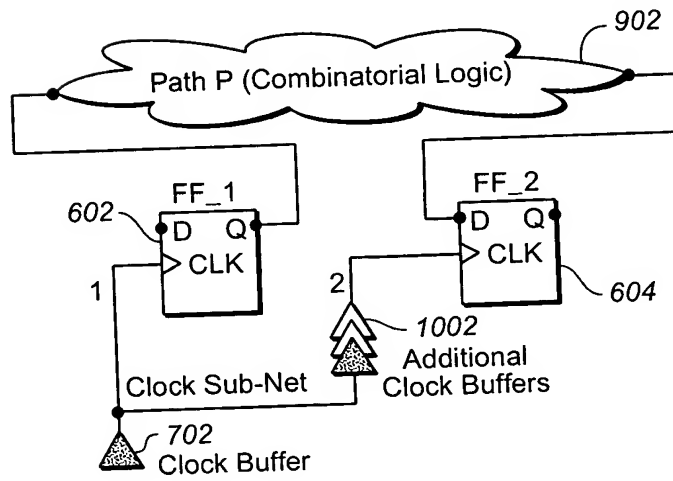 902
Path P (Combinatorial Logic)
FF_1
FF_2
602
D Q
CLK
D Q
CLK
1
2
604
1002
Additional
Clock Buffers
Clock Sub-Net
702
Clock Buffer